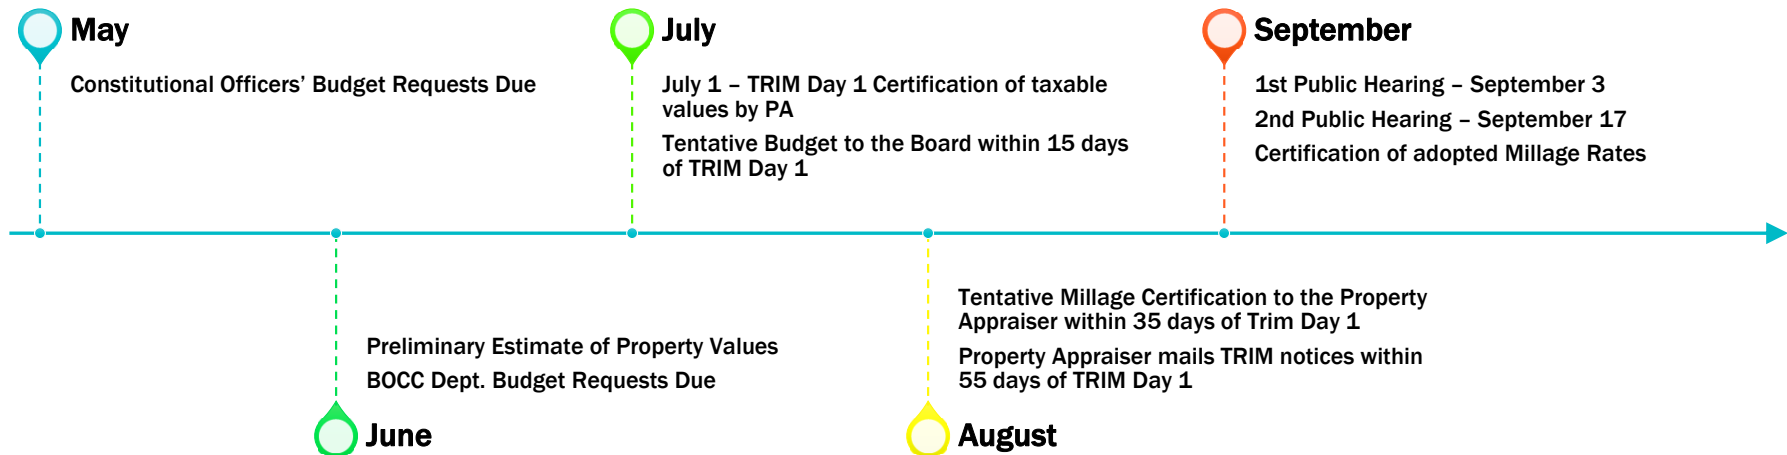 May
Constitutional Officers’ Budget Requests Due
June
Preliminary Estimate of Property Values
BOCC Dept. Budget Requests Due
July
July 1 – TRIM Day 1 Certification of taxable
values by PA
Tentative Budget to the Board within 15 days
of TRIM Day 1
August
Tentative Millage Certification to the Property
Appraiser within 35 days of Trim Day 1
Property Appraiser mails TRIM notices within
55 days of TRIM Day 1
September
1st Public Hearing – September 3
2nd Public Hearing – September 17
Certification of adopted Millage Rates